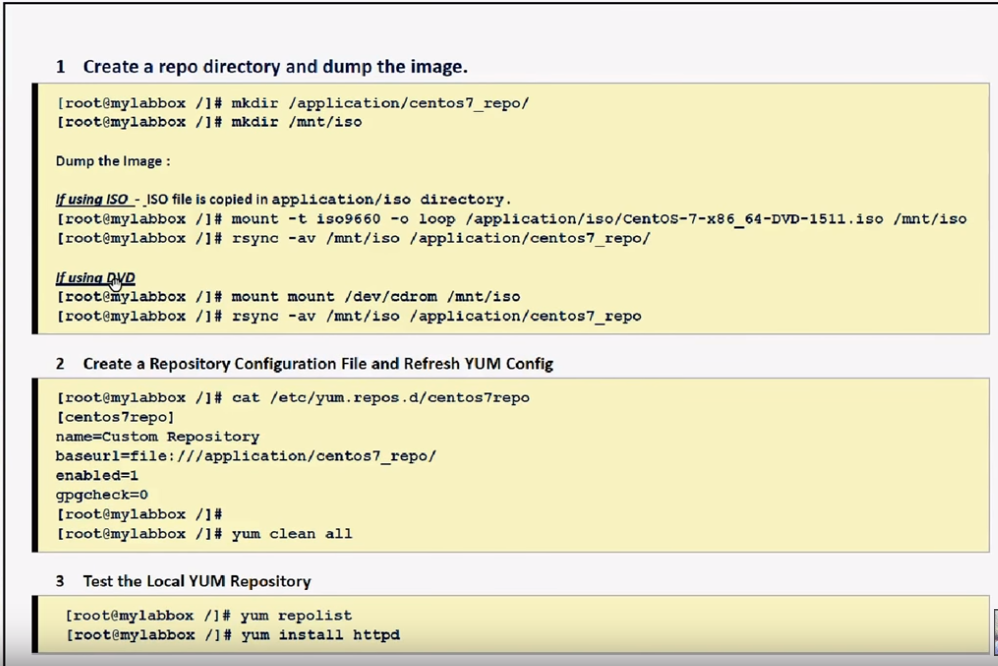 1 Create a repo directory and dump the image.
[root@mylabbox /]# mkdir /application/centos7_repo/
[root@mylabbox /]# mkdir /mnt/iso
Dump the Image :
If using ISO - ISO file is copied in application/iso directory.
[root@mylabbox /]# mount -t iso9660 -o loop /application/iso/CentOS-7-x86_64-DVD-1511.iso /mnt/iso
[root@mylabbox /]# rsync -av /mnt/iso /application/centos7_repo/
If using DVD
[root@mylabbox /]# mount mount /dev/cdrom /mnt/iso
[root@mylabbox /]# rsync -av /mnt/iso /application/centos7_repo
2 Create a Repository Configuration File and Refresh YUM Config
[root@mylabbox /]# cat /etc/yum.repos.d/centos7repo
[centos7repo]
name=Custom Repository
baseurl=file:///application/centos7_repo/
enabled=1
gpgcheck=0
[root@mylabbox /]#
[root@mylabbox /]# yum clean all
3 Test the Local YUM Repository
[root@mylabbox /]# yum repolist
[root@mylabbox /]# yum install httpd